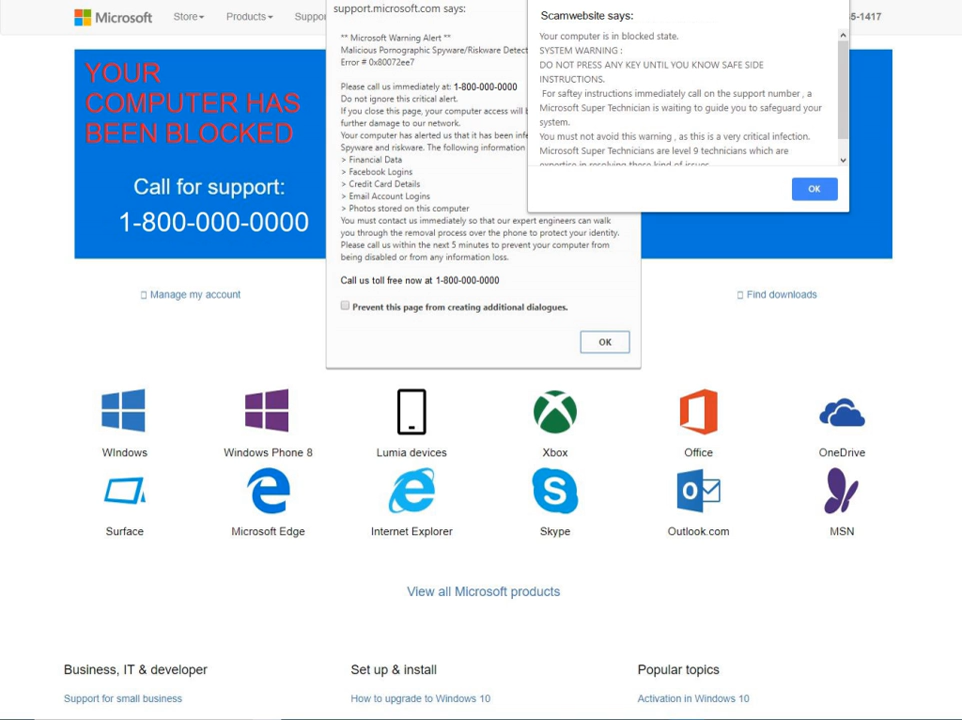 Microsoft
Store
Products
Suppo
5-1417
YOUR
COMPUTER HAS
BEEN BLOCKED
Call for support:
1-800-000-0000
support.microsoft.com says:
** Microsoft Warning Alert **
Malicious Pornographic Spyware/Riskware Detect
Error # 0x80072ee7
Please call us immediately at: 1-800-000-0000
Do not ignore this critical alert.
If you close this page, your computer access will b
further damage to our network.
Your computer has alerted us that it has been infe
Spyware and riskware. The following information
> Financial Data
> Facebook Logins
> Credit Card Details
> Email Account Logins
> Photos stored on this computer
You must contact us immediately so that our expert engineers can walk
you through the removal process over the phone to protect your identity.
Please call us within the next 5 minutes to prevent your computer from
being disabled or from any information loss.
Call us toll free now at 1-800-000-0000
Prevent this page from creating additional dialogues.
OK
Scamwebsite says:
Your computer is in blocked state.
SYSTEM WARNING :
DO NOT PRESS ANY KEY UNTIL YOU KNOW SAFE SIDE
INSTRUCTIONS.
For saftey instructions immediately call on the support number , a
Microsoft Super Technician is waiting to guide you to safeguard your
system.
You must not avoid this warning , as this is a very critical infection.
Microsoft Super Technicians are level 9 technicians which are
expertice in resolving these kind of issues
OK
Manage my account
Find downloads
WIndows
Windows Phone 8
Lumia devices
Xbox
Office
OneDrive
Surface
Microsoft Edge
Internet Explorer
Skype
Outlook.com
MSN
View all Microsoft products
Business, IT & developer
Set up & install
Popular topics
Support for small business
How to upgrade to Windows 10
Activation in Windows 10